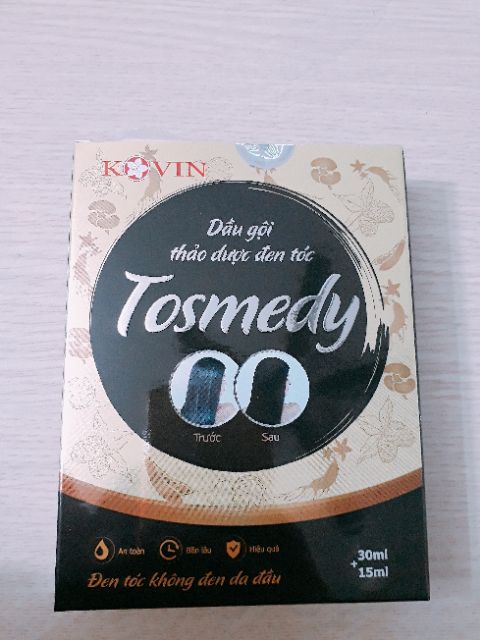 KOVIN
Dầu gội
thảo dược đen tóc
Tosmedy
Trước Sau
An toàn Bền lâu Hiệu quả
Đen tóc không đen da đầu
30ml
+ 15ml